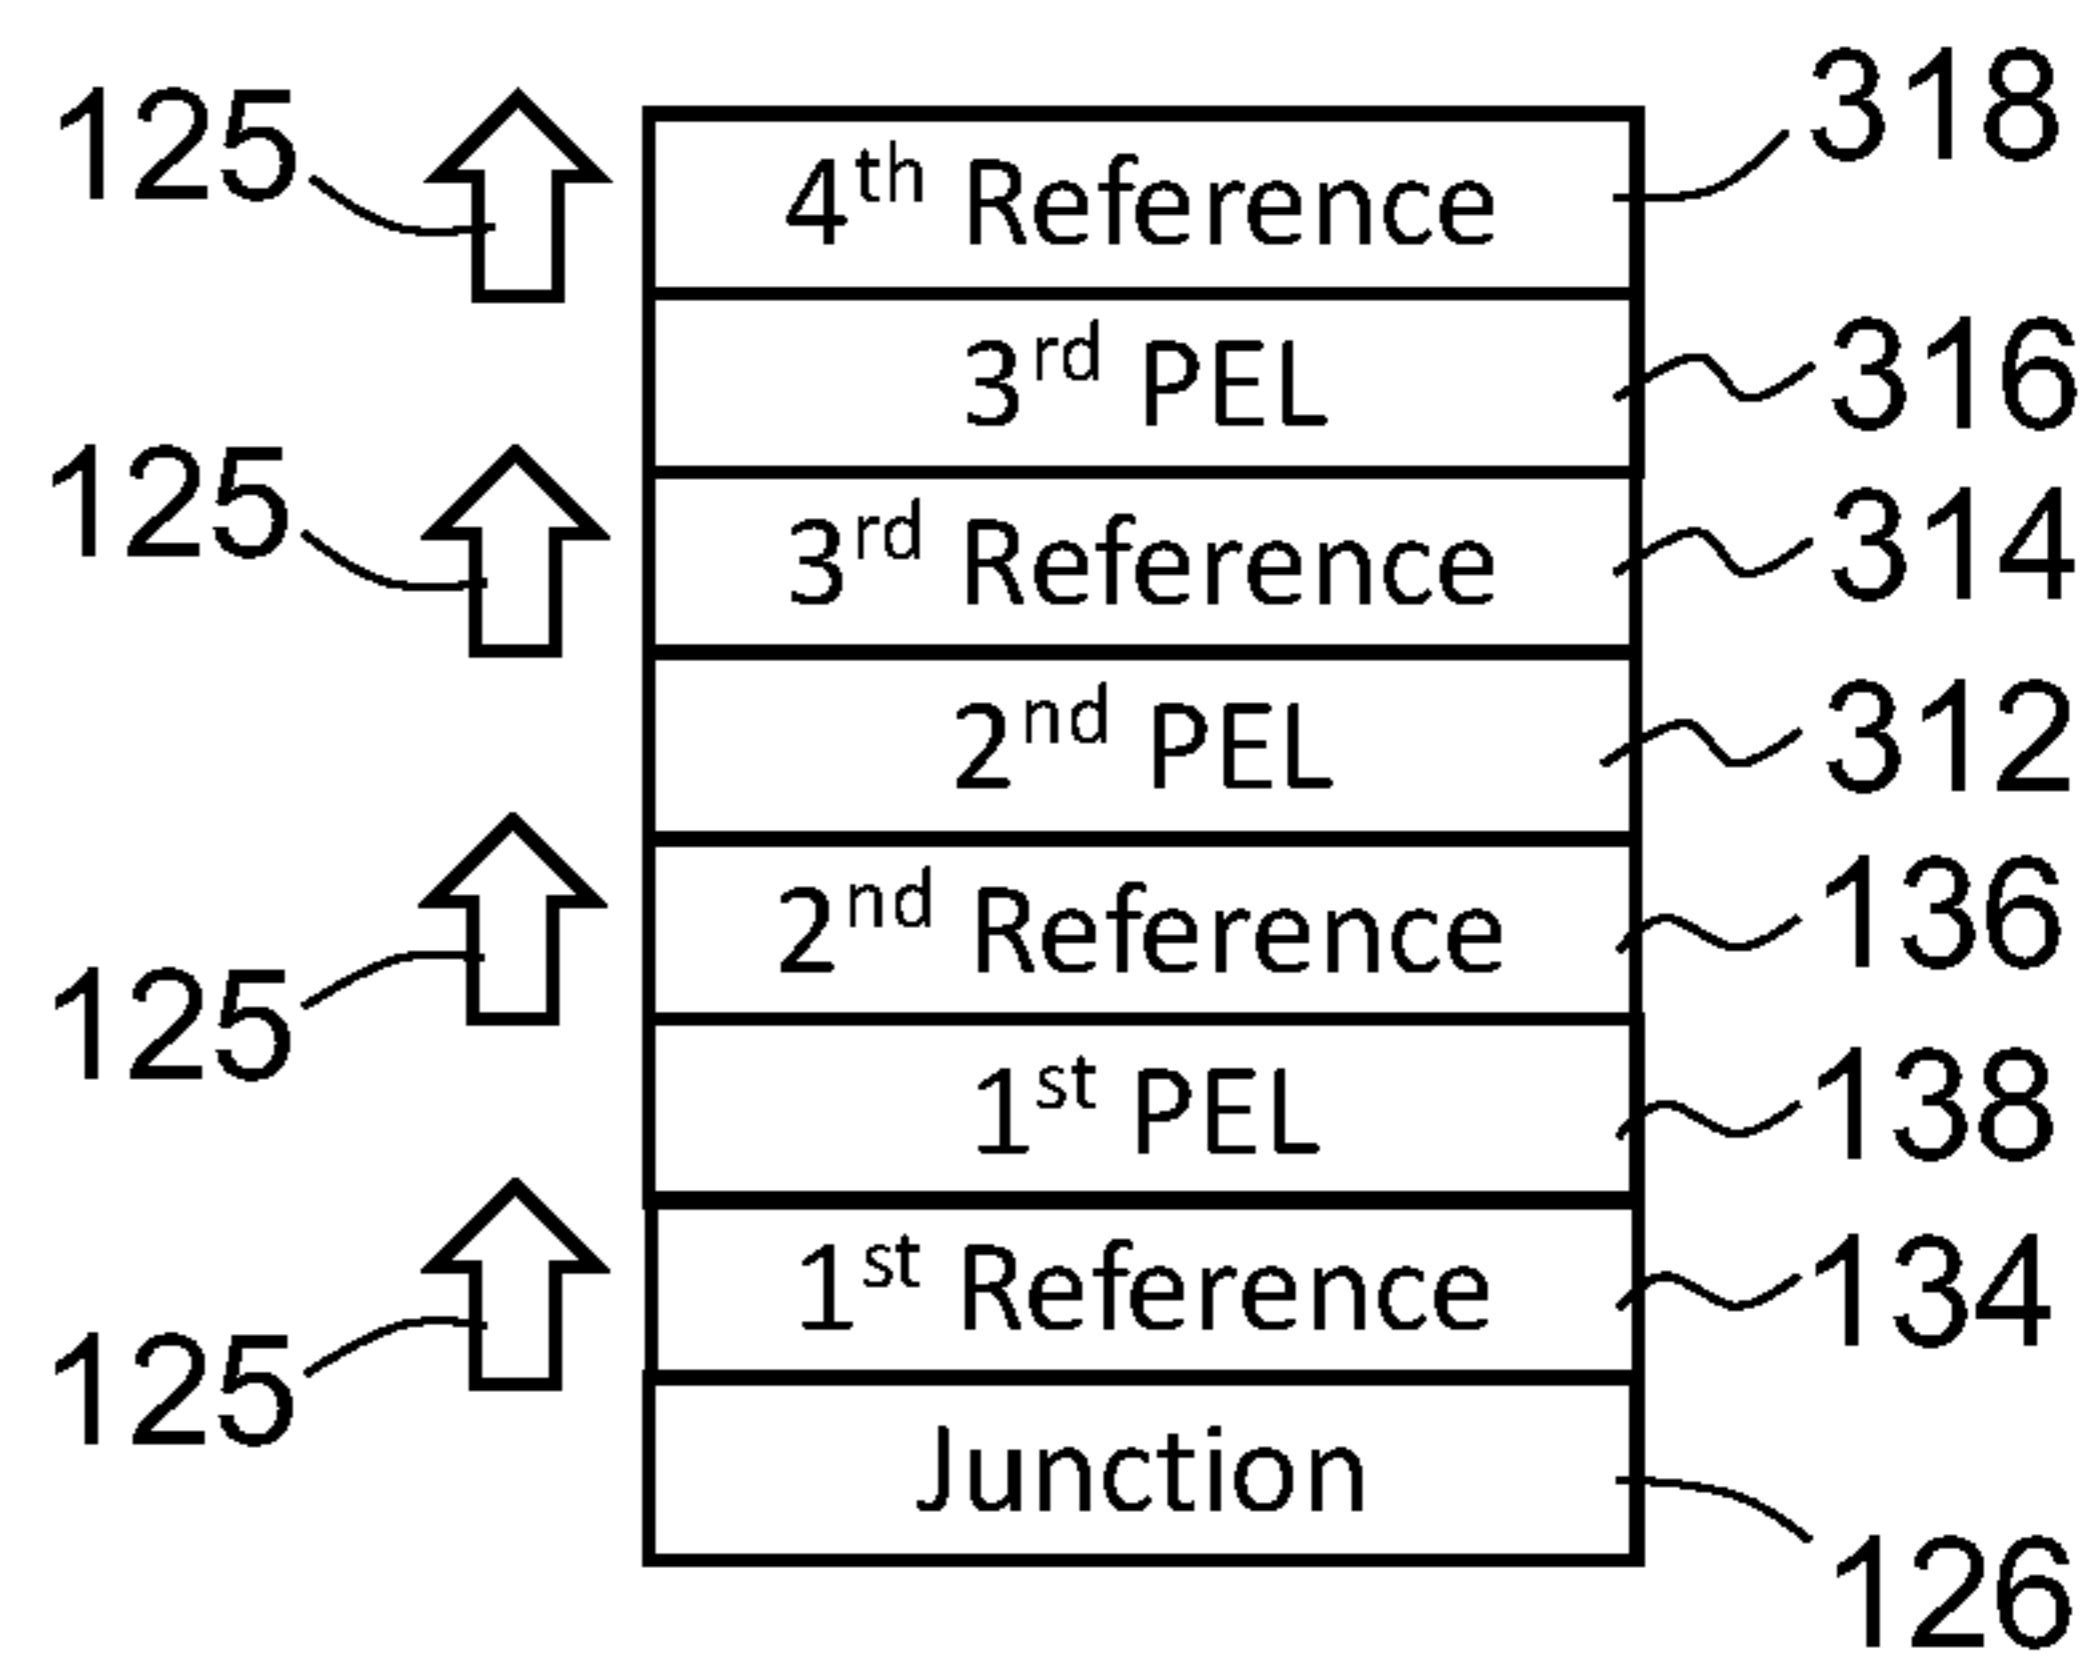 125 4th Reference 318
3rd PEL 316
125 3rd Reference 314
2nd PEL 312
2nd Reference 136
125
1st PEL 138
1st Reference 134
125
Junction
126